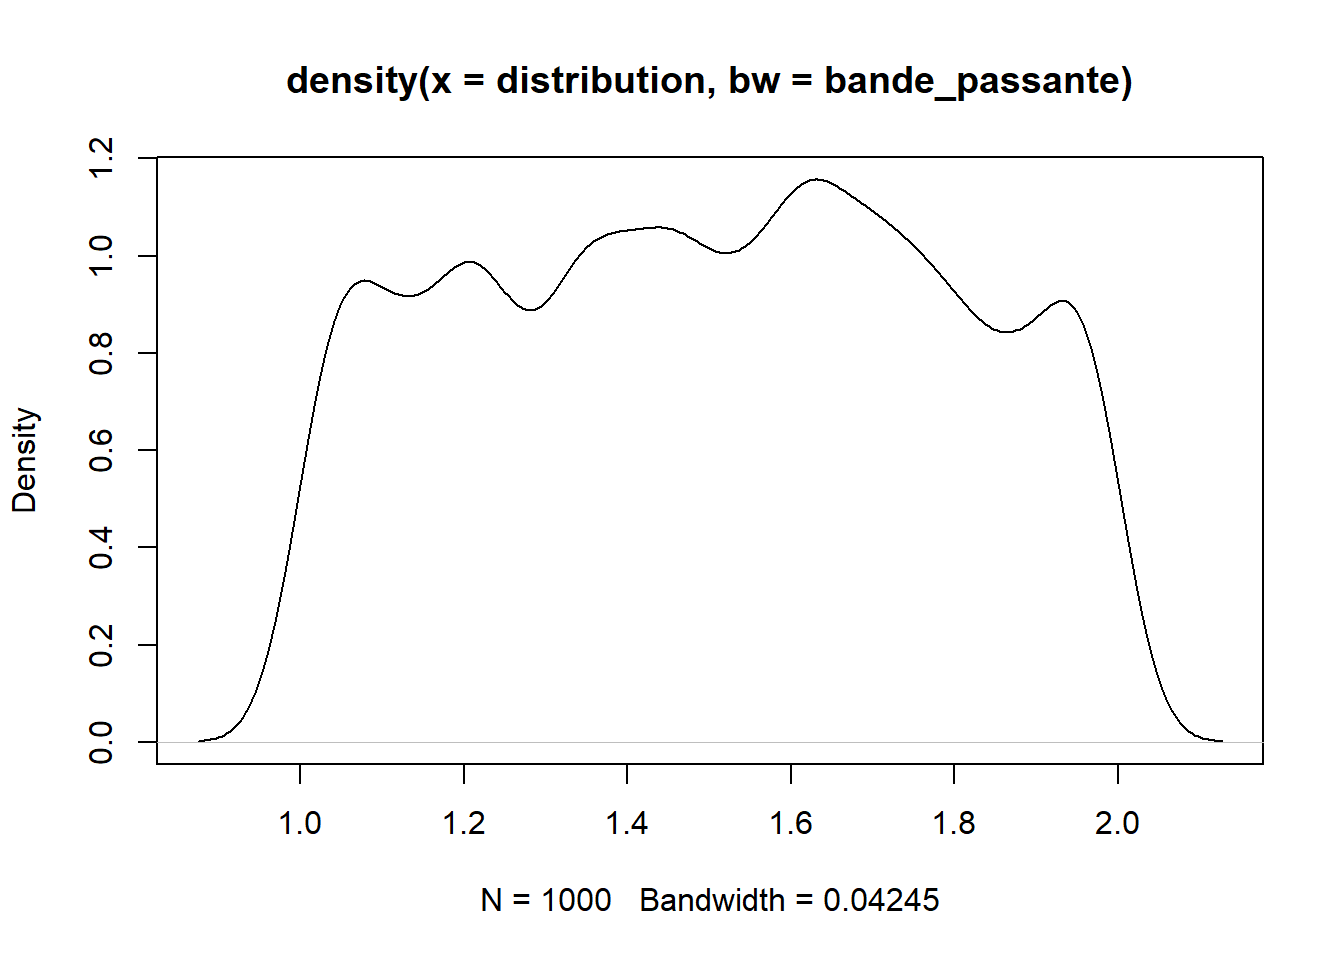 density(x = distribution, bw = bande_passante)
Density
1.2
1.0
0.8
0.6
0.4
0.2
0.0
1.0 1.2 1.4 1.6 1.8 2.0
N = 1000 Bandwidth = 0.04245